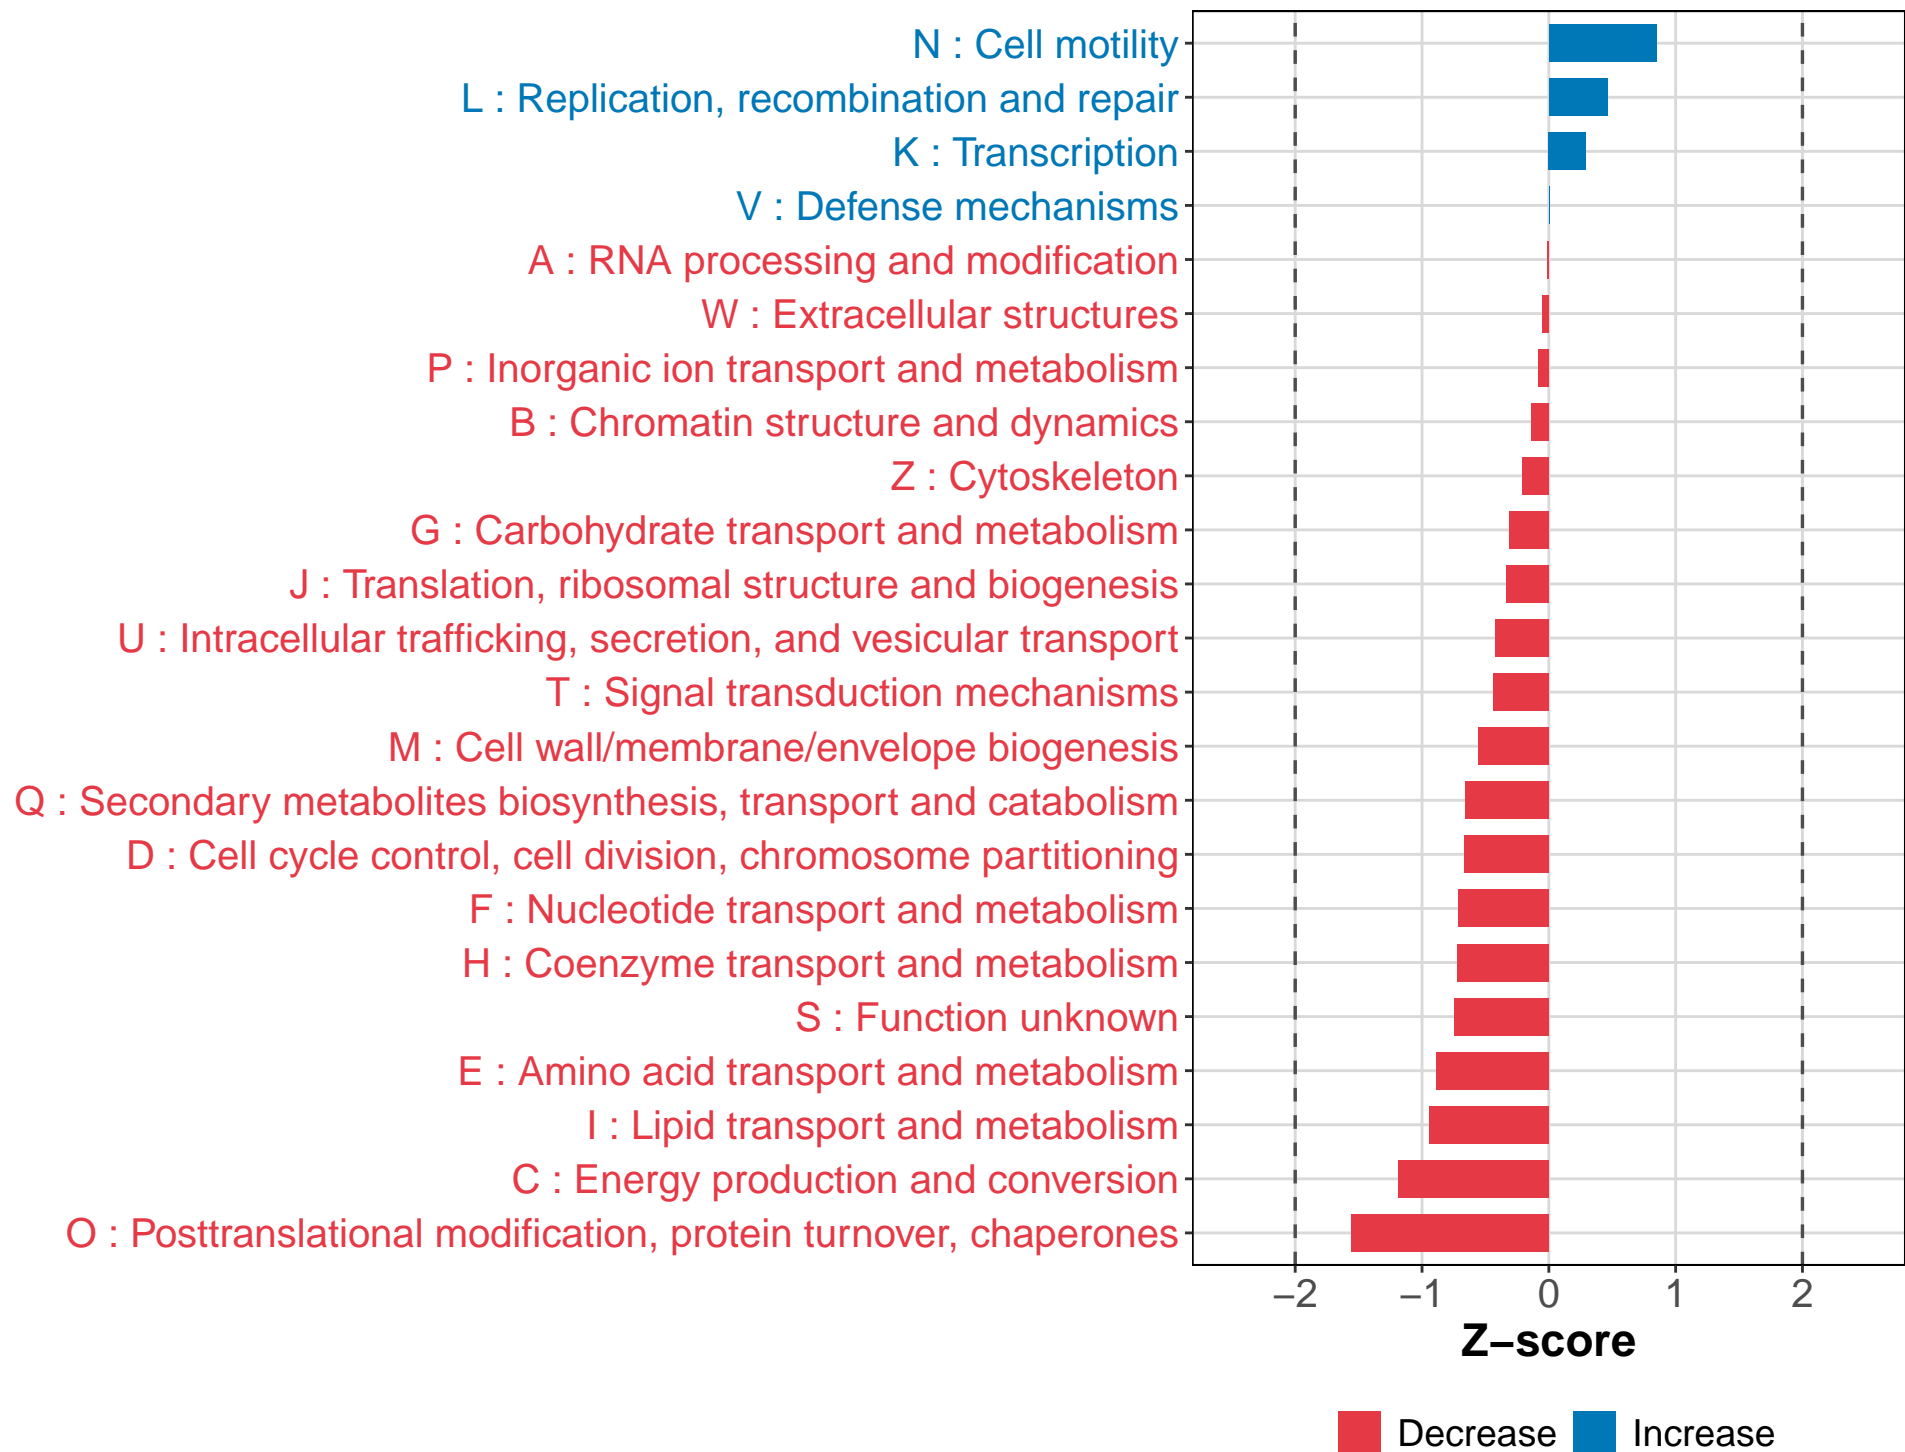 N : Cell motility
L : Replication, recombination and repair
K : Transcription
V : Defense mechanisms
A : RNA processing and modification
W : Extracellular structures
P : Inorganic ion transport and metabolism
B : Chromatin structure and dynamics
Z : Cytoskeleton
G : Carbohydrate transport and metabolism
J : Translation, ribosomal structure and biogenesis
U : Intracellular trafficking, secretion, and vesicular transport
T : Signal transduction mechanisms
M : Cell wall/membrane/envelope biogenesis
Q : Secondary metabolites biosynthesis, transport and catabolism
D : Cell cycle control, cell division, chromosome partitioning
F : Nucleotide transport and metabolism
H : Coenzyme transport and metabolism
S : Function unknown
E : Amino acid transport and metabolism
I : Lipid transport and metabolism
C : Energy production and conversion
O : Posttranslational modification, protein turnover, chaperones
−2 −1 0 1 2
Z−score
Decrease Increase